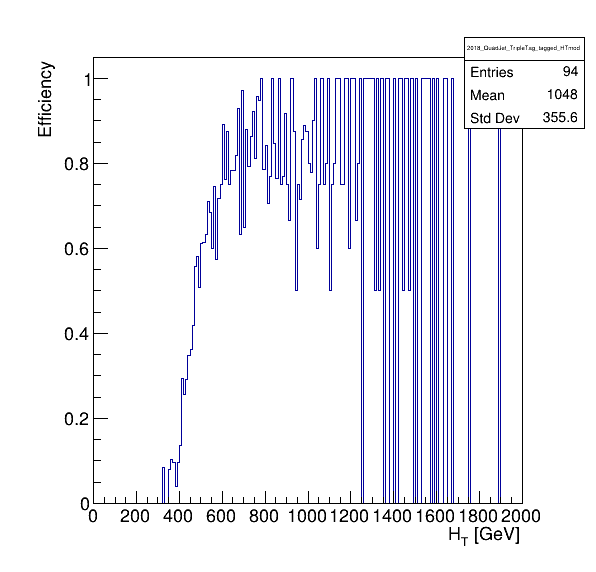 2018_QuadJet_TripleTag_tagged_HTmod
Entries 94
Mean 1048
Std Dev 355.6
Efficiency
1
0.8
0.6
0.4
0.2
0
0 200 400 600 800 1000 1200 1400 1600 1800 2000
H_T [GeV]